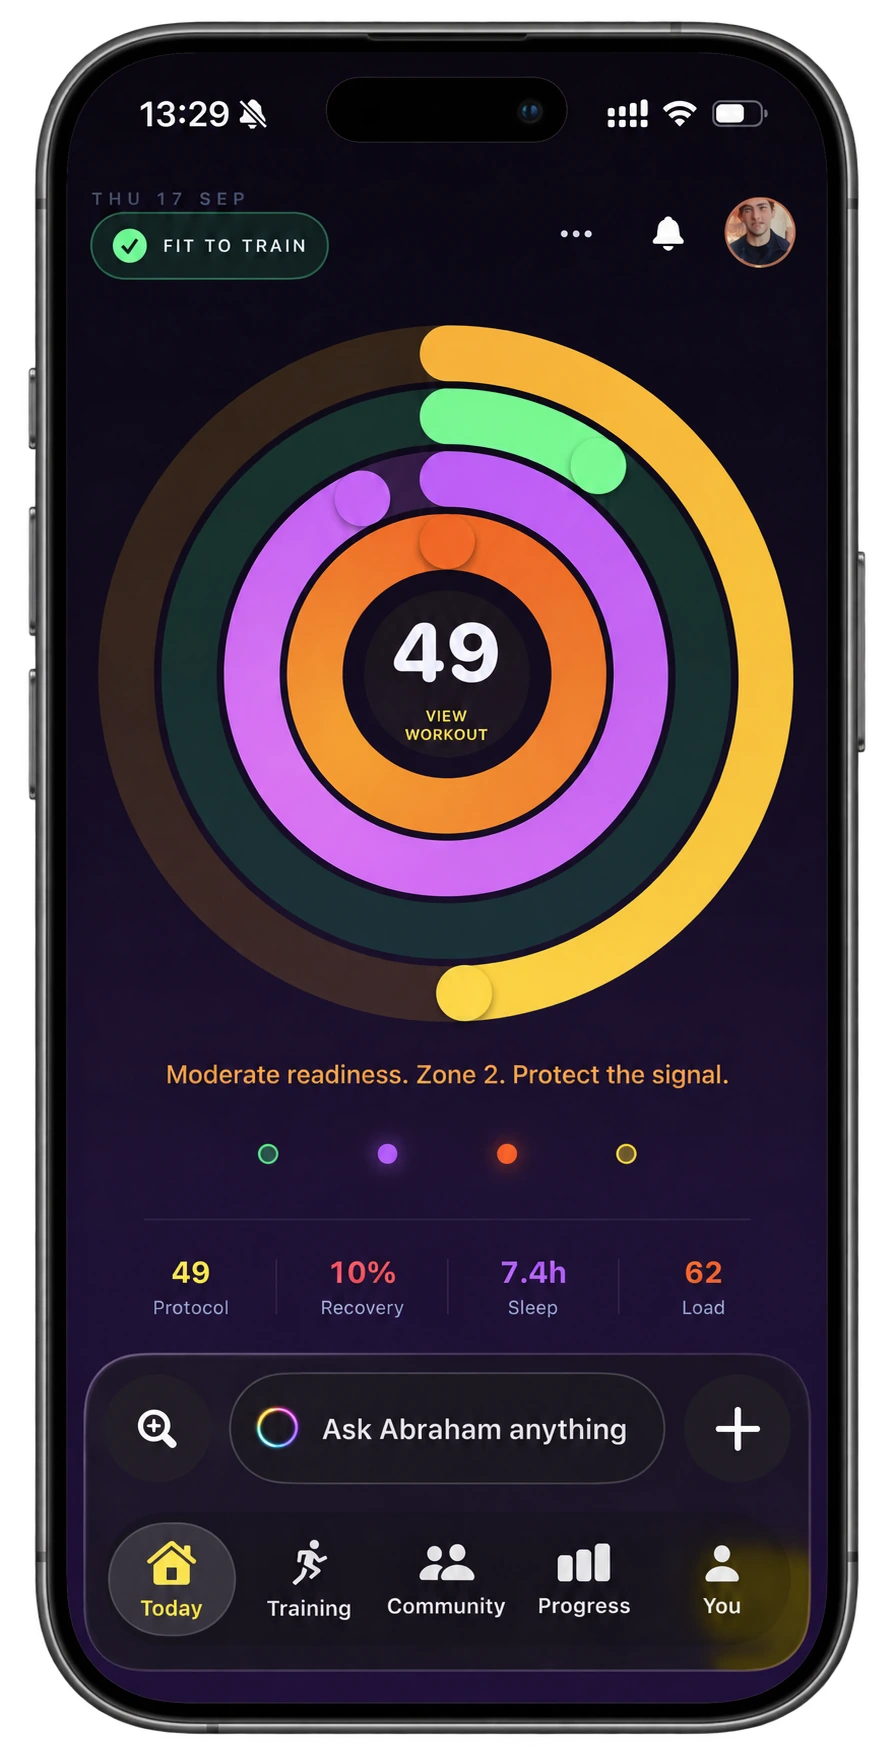 13:29
THU 17 SEP
FIT TO TRAIN
49
VIEW
WORKOUT
Moderate readiness. Zone 2. Protect the signal.
49 10% 7.4h 62
Protocol Recovery Sleep Load
Ask Abraham anything
Today Training Community Progress You